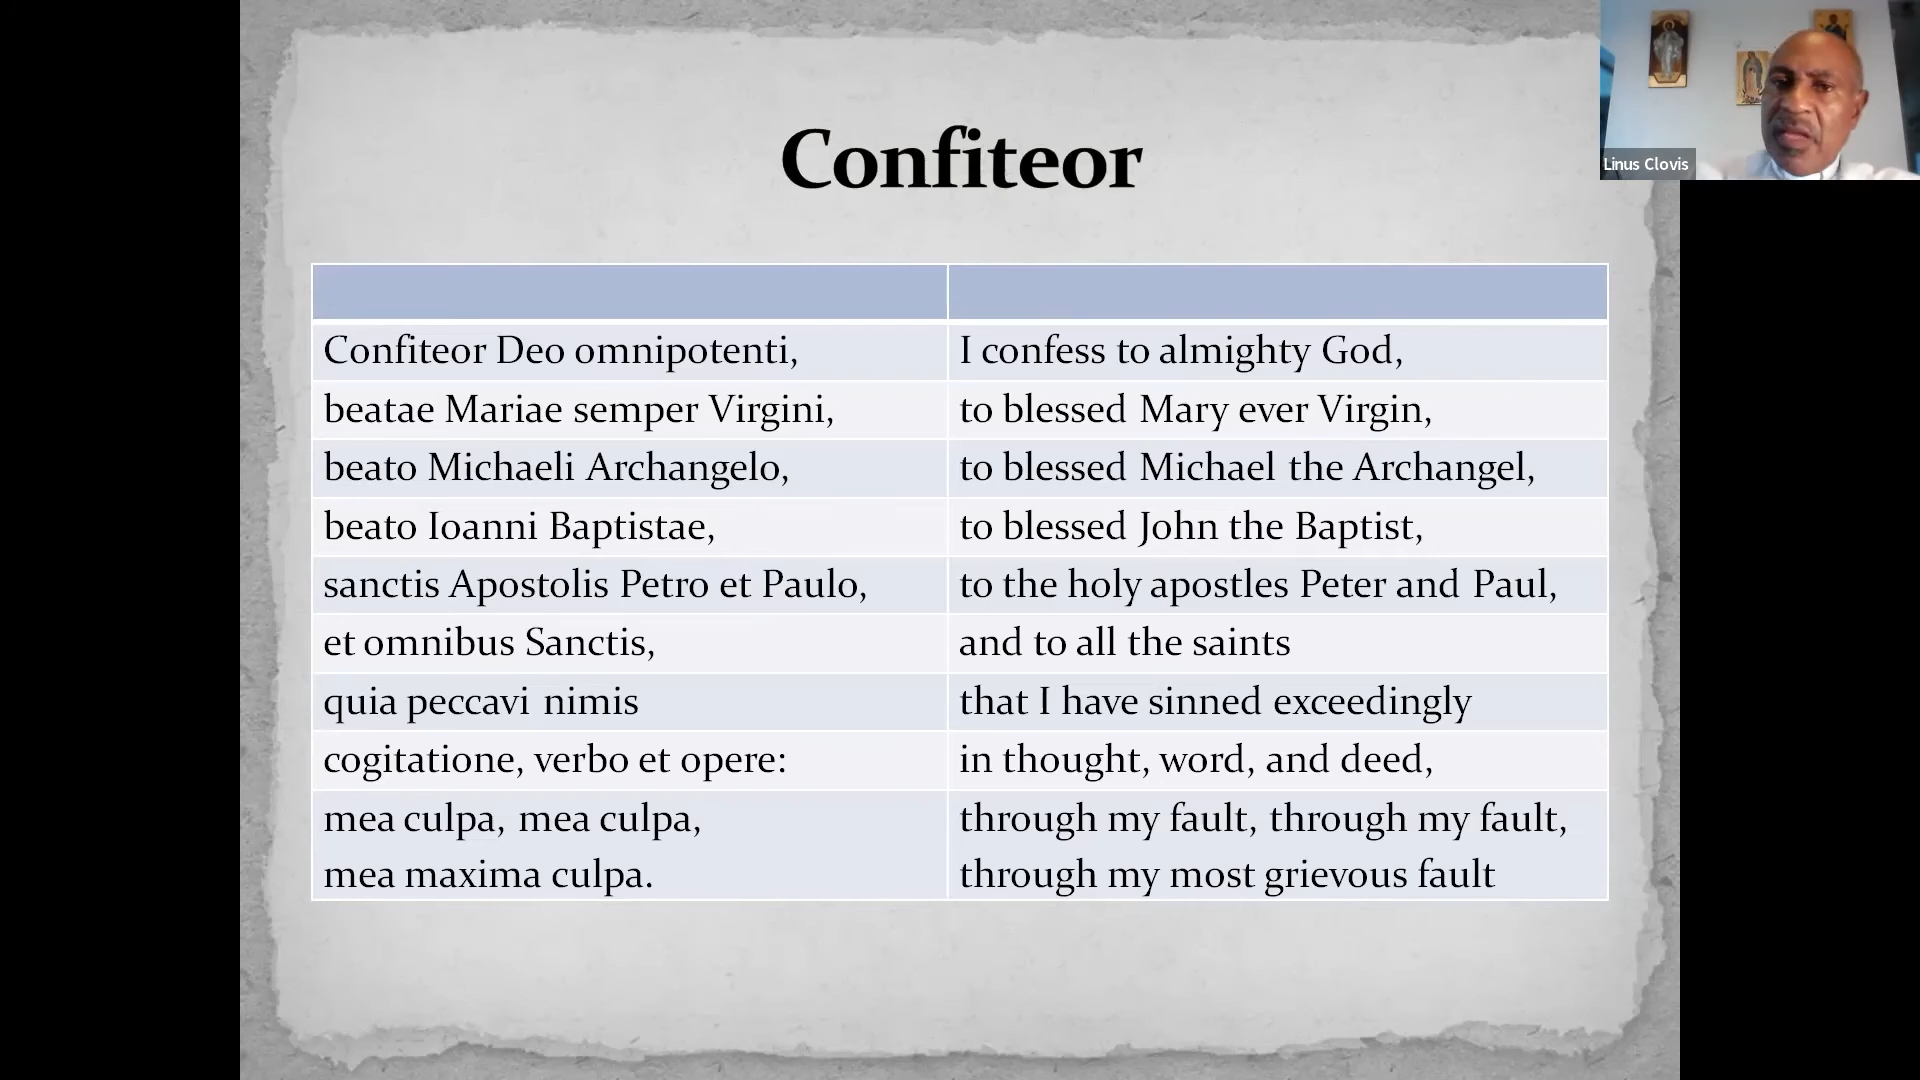 Confiteor
Linus Clovis
Confiteor Deo omnipotenti,
I confess to almighty God,
beatae Mariae semper Virgini,
to blessed Mary ever Virgin,
beato Michaeli Archangelo,
to blessed Michael the Archangel,
beato Ioanni Baptistae,
to blessed John the Baptist,
sanctis Apostolis Petro et Paulo,
to the holy apostles Peter and Paul,
et omnibus Sanctis,
and to all the saints
quia peccavi nimis
that I have sinned exceedingly
cogitatione, verbo et opere:
in thought, word, and deed,
mea culpa, mea culpa,
mea maxima culpa.
through my fault, through my fault,
through my most grievous fault